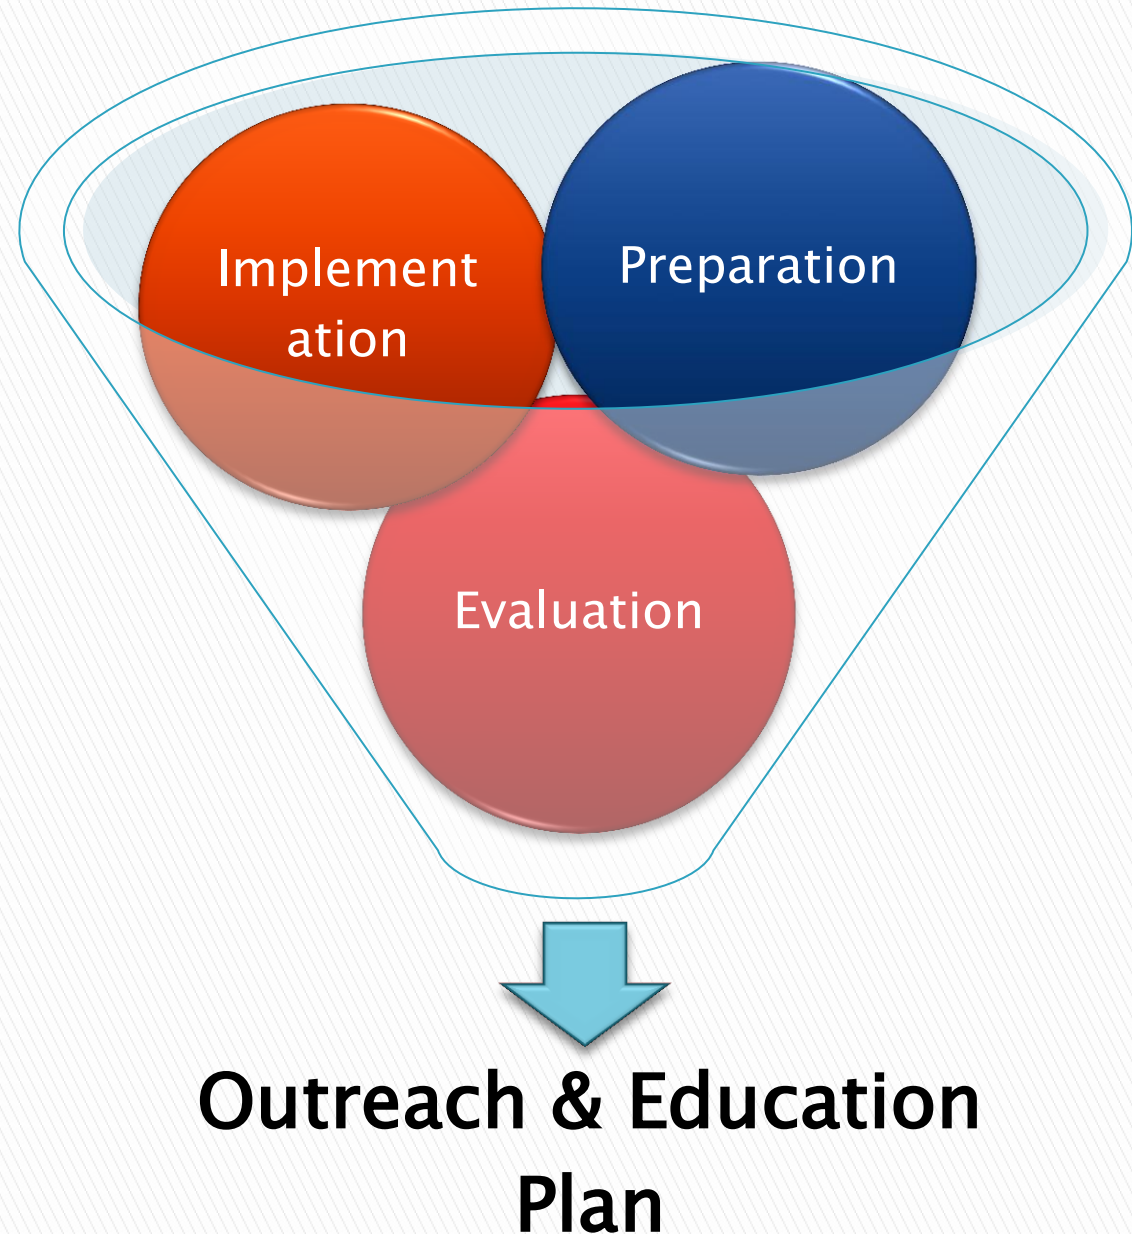 Implement
ation
Preparation
Evaluation
Outreach & Education
Plan